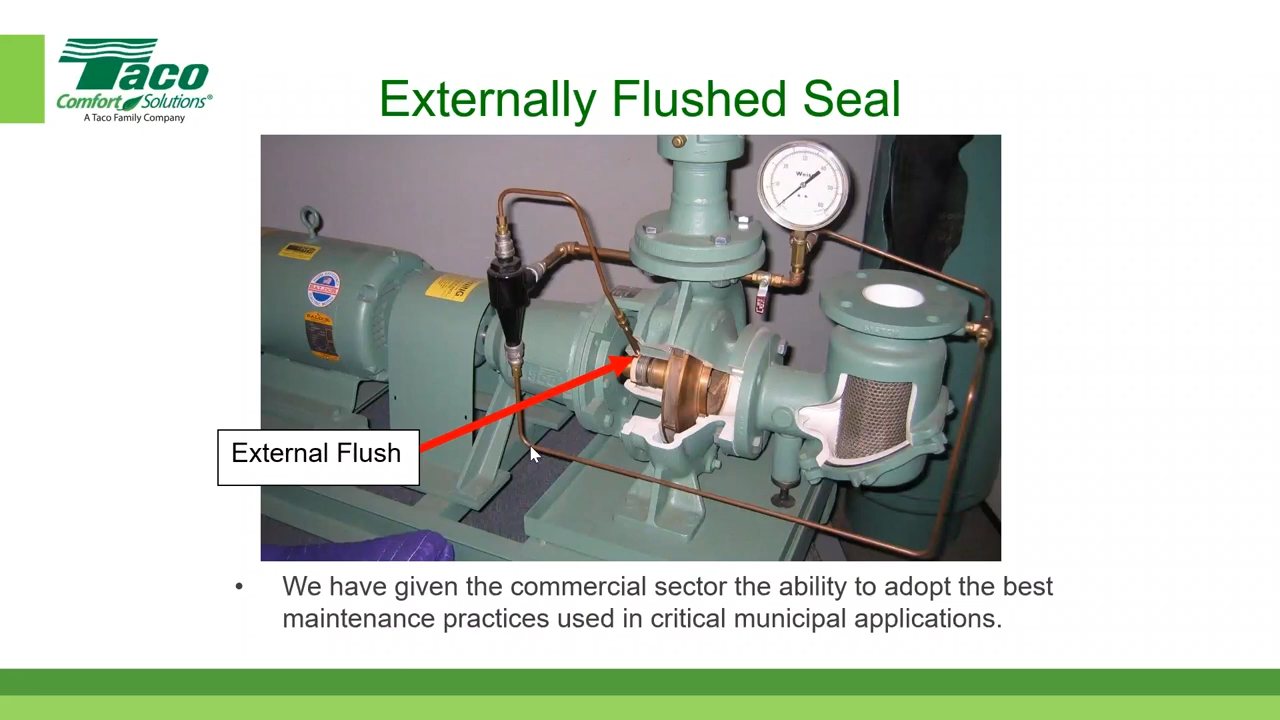 Taco
Comfort Solutions®
A Taco Family Company
Externally Flushed Seal
External Flush
• We have given the commercial sector the ability to adopt the best
maintenance practices used in critical municipal applications.